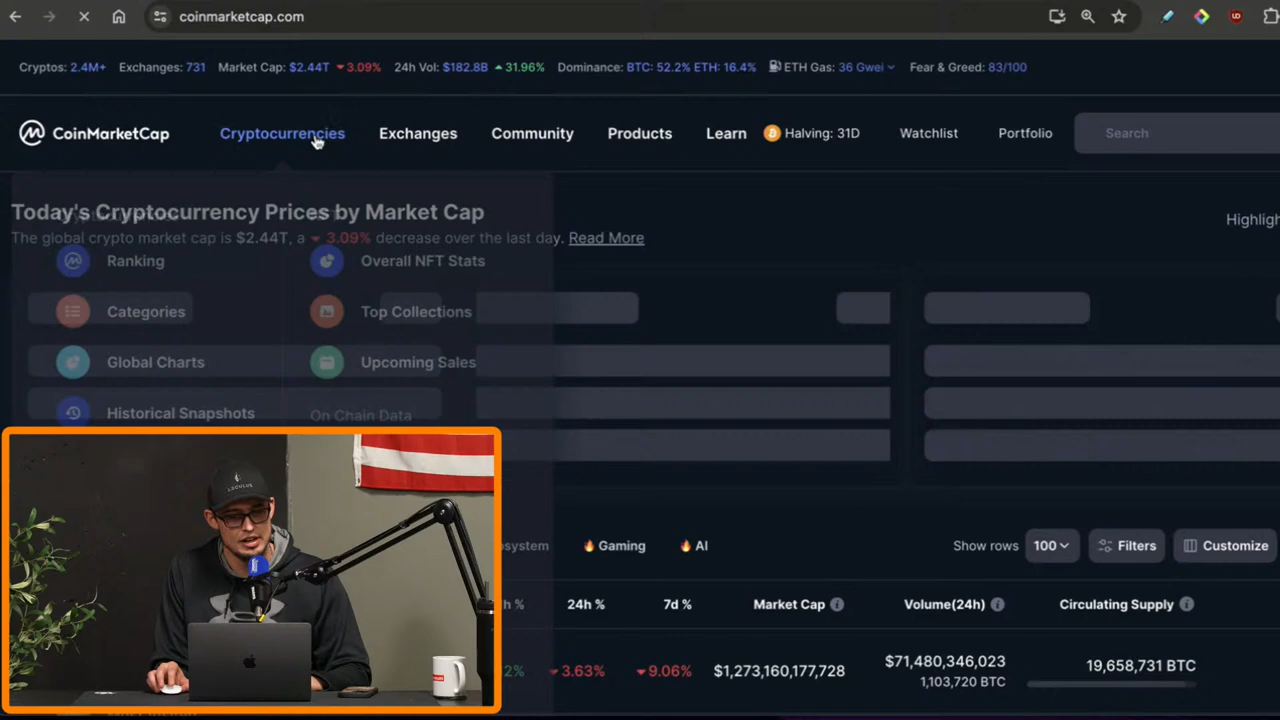 coinmarketcap.com
Cryptos: 2.4M+ Exchanges: 731 Market Cap: $2.44T 3.09% 24h Vol: $182.8B 31.96% Dominance: BTC: 52.2% ETH: 16.4% ETH Gas: 36 Gwei Fear & Greed: 83/100
CoinMarketCap Cryptocurrencies Exchanges Community Products Learn Halving: 31D Watchlist Portfolio Search
Today's Cryptocurrency Prices by Market Cap
Highligh
The global crypto market cap is $2.44T, a 3.09% decrease over the last day. Read More
Ranking Overall NFT Stats
Categories Top Collections
Global Charts Upcoming Sales
Historical Snapshots On Chain Data
LOCULUS
osystem Gaming AI Show rows 100 Filters Customize
h % 24h % 7d % Market Cap Volume(24h) Circulating Supply
2% 3.63% 9.06% $1,273,160,177,728 $71,480,346,023 19,658,731 BTC
1,103,720 BTC